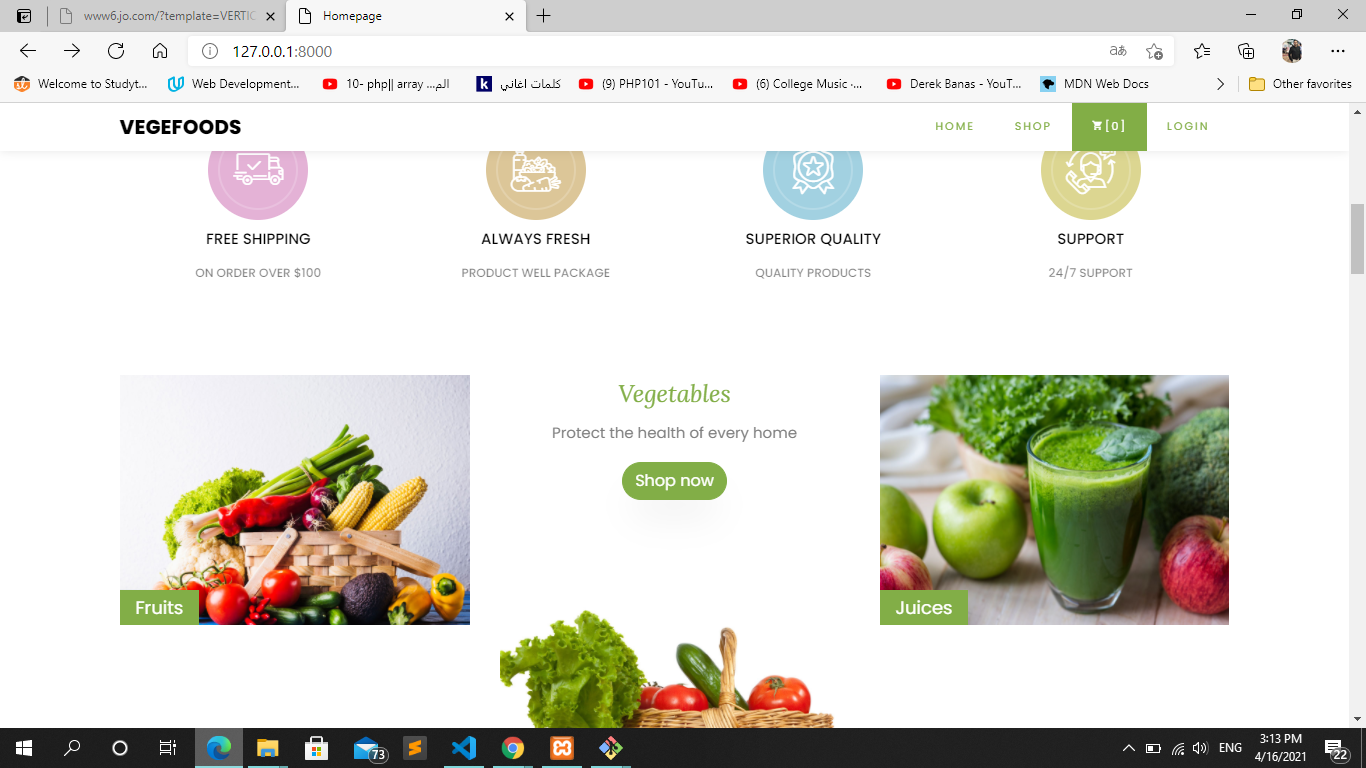 www6.jo.com/?template=VERTIC
Homepage
127.0.0.1:8000
Welcome to Studyt...
Web Development...
10- php|| array ...الم
كلمات اغاني
(9) PHP101 - YouTu...
(6) College Music ·...
Derek Banas - YouT...
MDN Web Docs
Other favorites
VEGEFOODS
HOME
SHOP
[0]
LOGIN
FREE SHIPPING
ALWAYS FRESH
SUPERIOR QUALITY
SUPPORT
ON ORDER OVER $100
PRODUCT WELL PACKAGE
QUALITY PRODUCTS
24/7 SUPPORT
Vegetables
Protect the health of every home
Shop now
Fruits
Juices
73
ENG
3:13 PM
4/16/2021
22